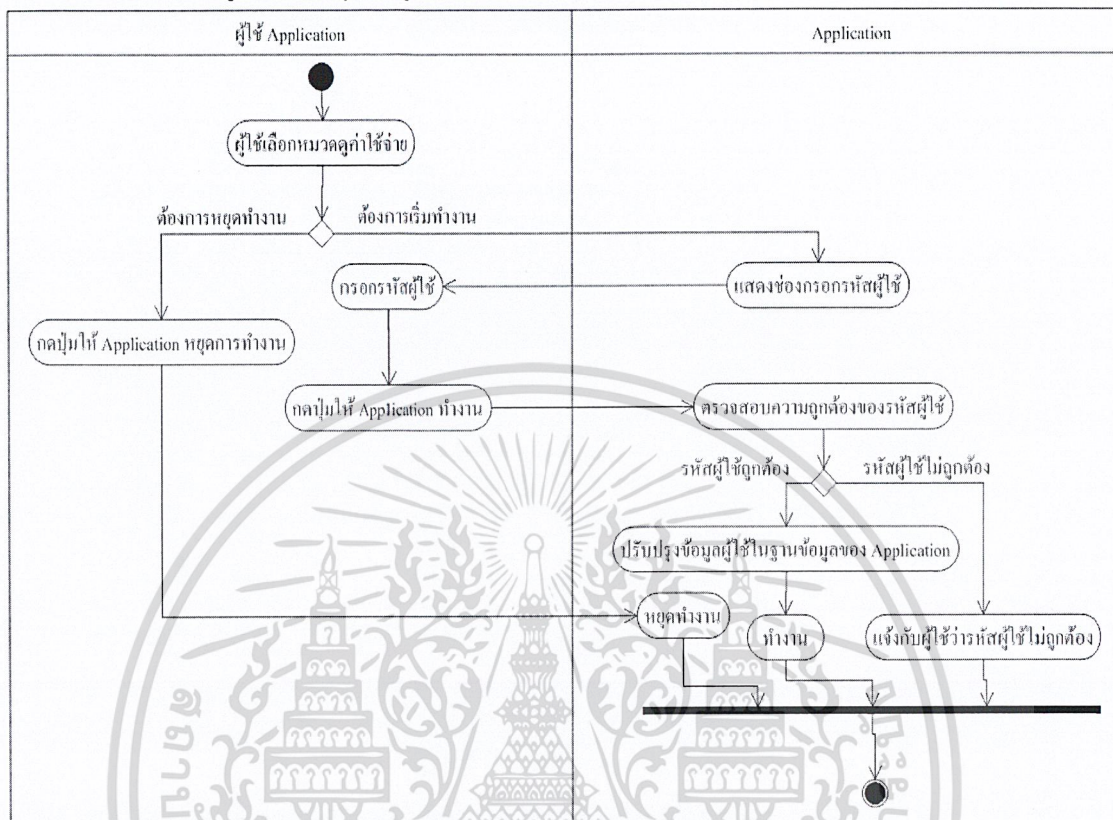 ผู้ใช้ Application
Application
ผู้ใช้เลือกหมวดดูค่าใช้จ่าย
ต้องการหยุดทำงาน
ต้องการเริ่มทำงาน
กรอกรหัสผู้ใช้
แสดงช่องกรอกรหัสผู้ใช้
กดปุ่มให้ Application หยุดการทำงาน
กดปุ่มให้ Application ทำงาน
ตรวจสอบความถูกต้องของรหัสผู้ใช้
รหัสผู้ใช้ถูกต้อง
รหัสผู้ใช้ไม่ถูกต้อง
ปรับปรุงข้อมูลผู้ใช้ในฐานข้อมูลของ Application
หยุดทำงาน
ทำงาน
แจ้งกับผู้ใช้ว่ารหัสผู้ใช้ไม่ถูกต้อง